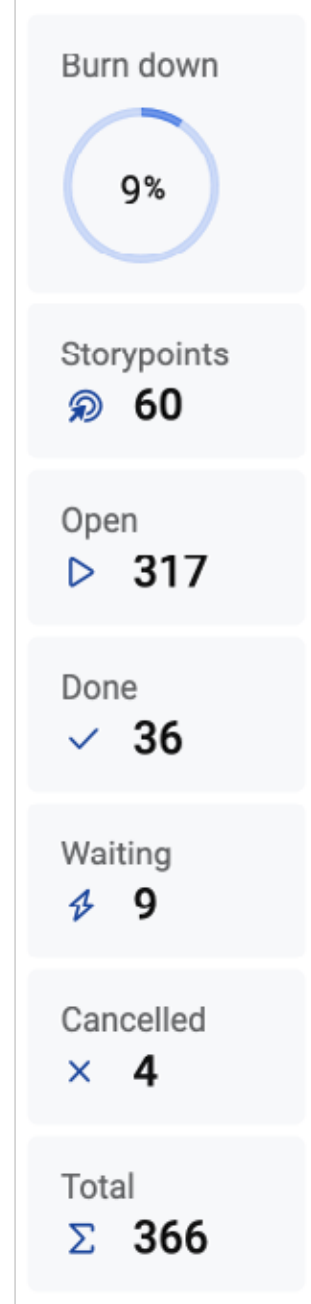 Burn down
9%
Storypoints
60
Open
317
Done
36
Waiting
9
Cancelled
4
Total
366